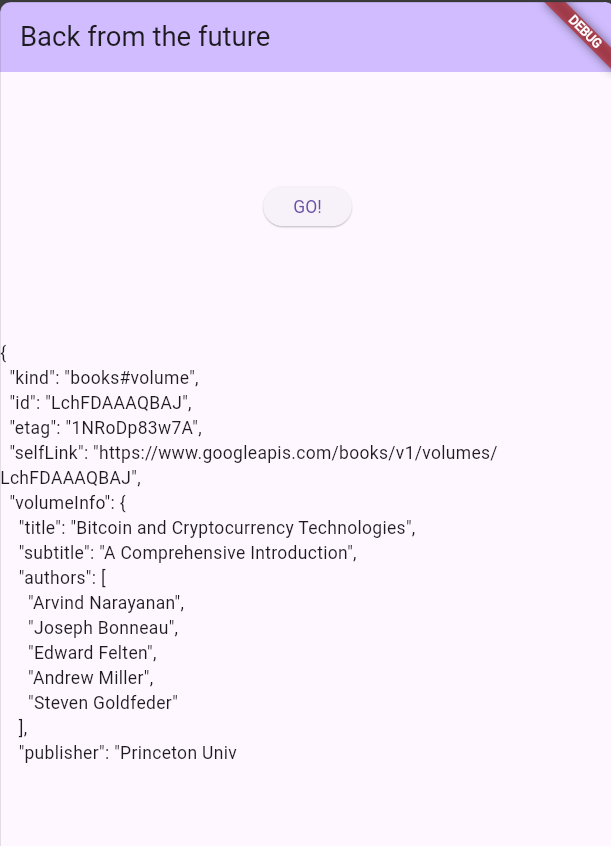 Back from the future
DEBUG
GO!
{
"kind": "books#volume",
"id": "LchFDAAAQBAJ",
"etag": "1NRoDp83w7A",
"selfLink": "https://www.googleapis.com/books/v1/volumes/
LchFDAAAQBAJ",
"volumeInfo": {
"title": "Bitcoin and Cryptocurrency Technologies",
"subtitle": "A Comprehensive Introduction",
"authors": [
"Arvind Narayanan",
"Joseph Bonneau",
"Edward Felten",
"Andrew Miller",
"Steven Goldfeder"
],
"publisher": "Princeton Univ